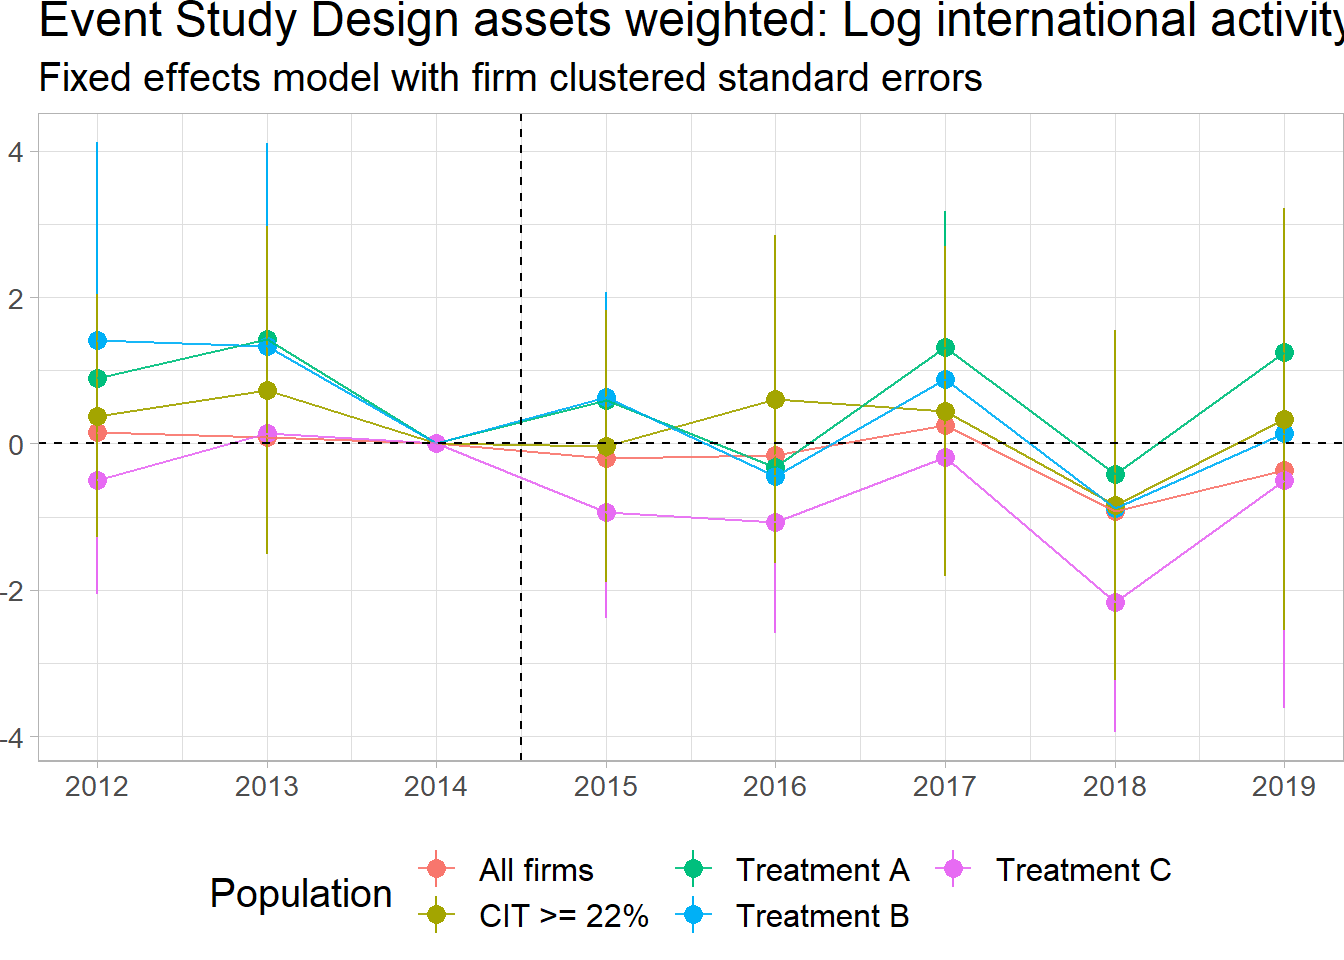 Event Study Design assets weighted: Log international activity
Fixed effects model with firm clustered standard errors
4
2
0
-2
-4
2012 2013 2014 2015 2016 2017 2018 2019
Population
All firms Treatment A Treatment C
CIT >= 22% Treatment B